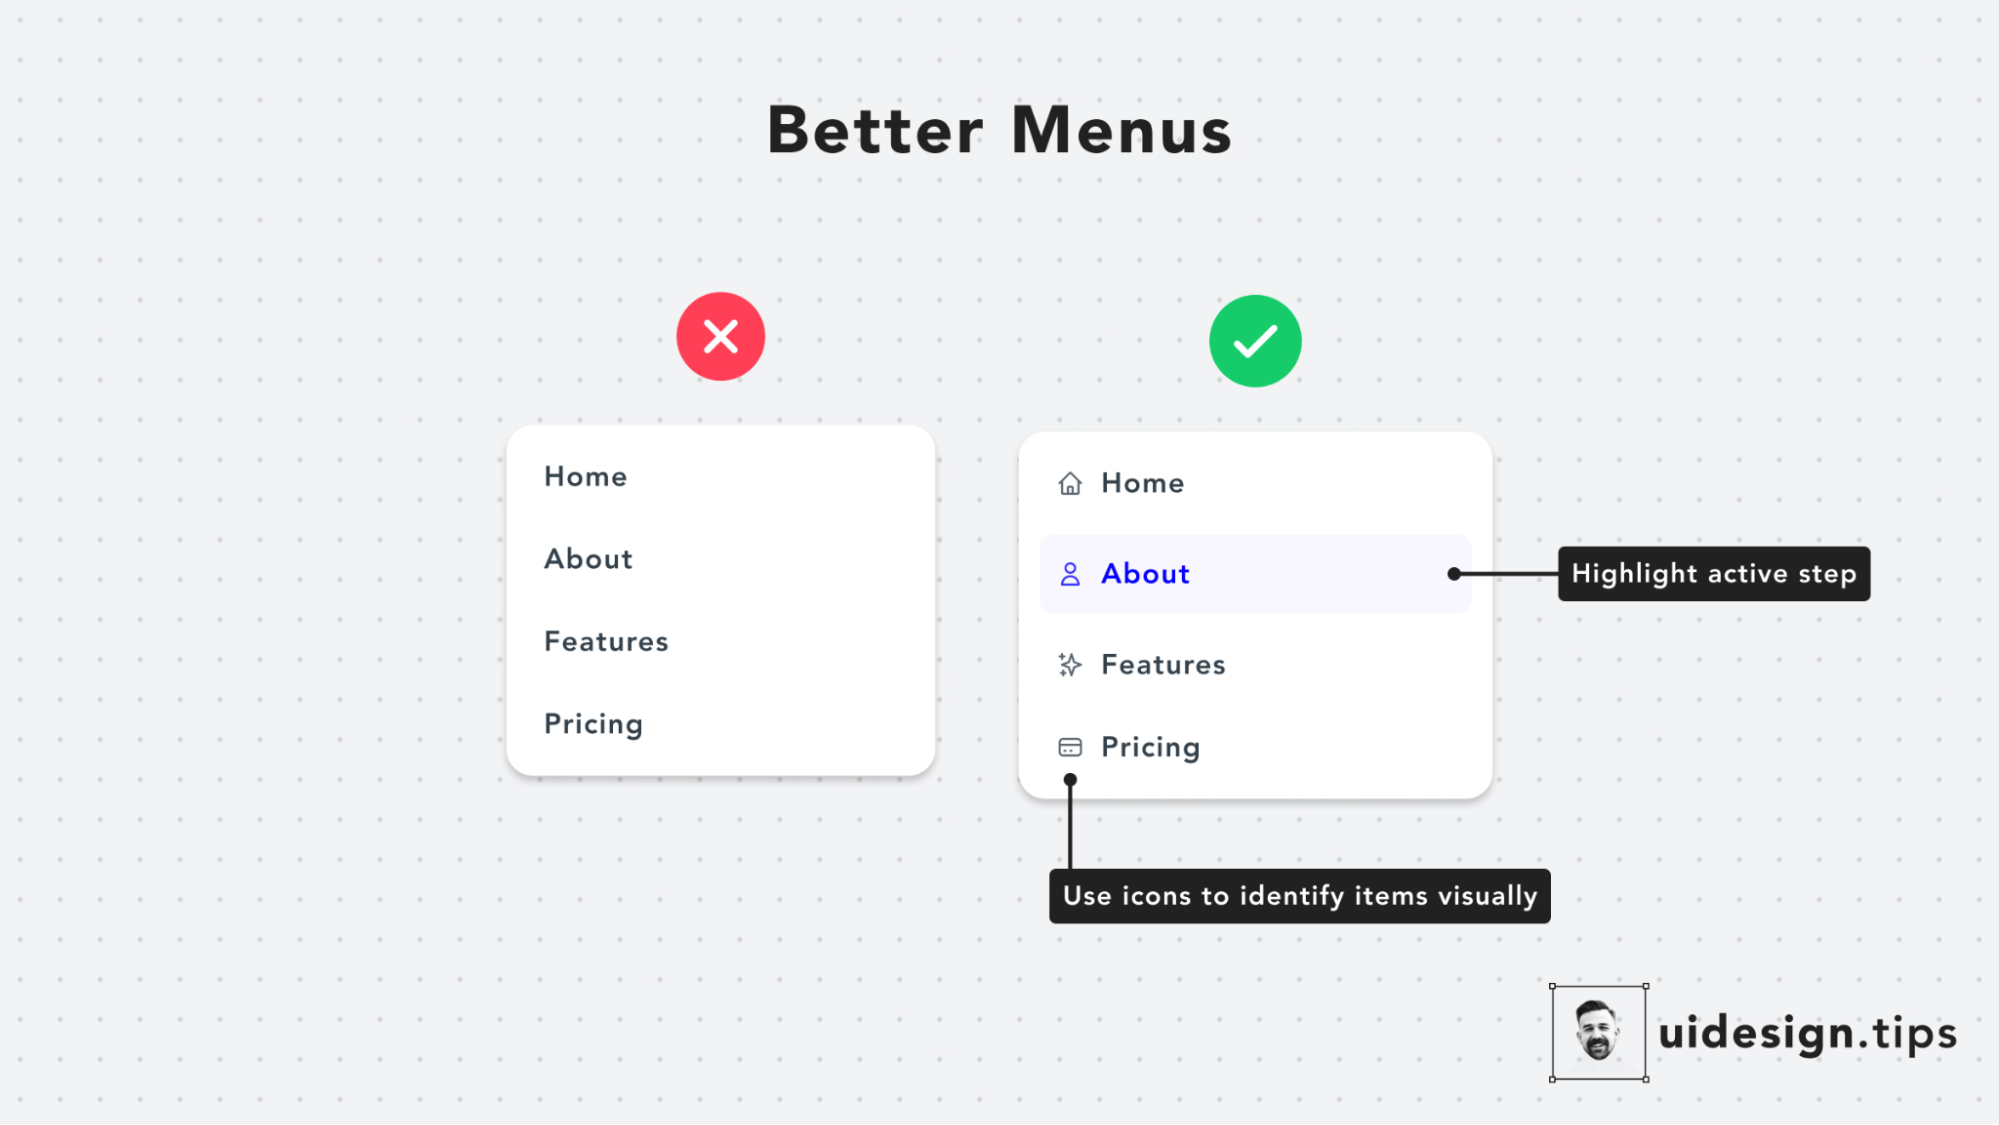 Better Menus
Home
About
Features
Pricing
Home
About
Features
Pricing
Highlight active step
Use icons to identify items visually
uidesign.tips